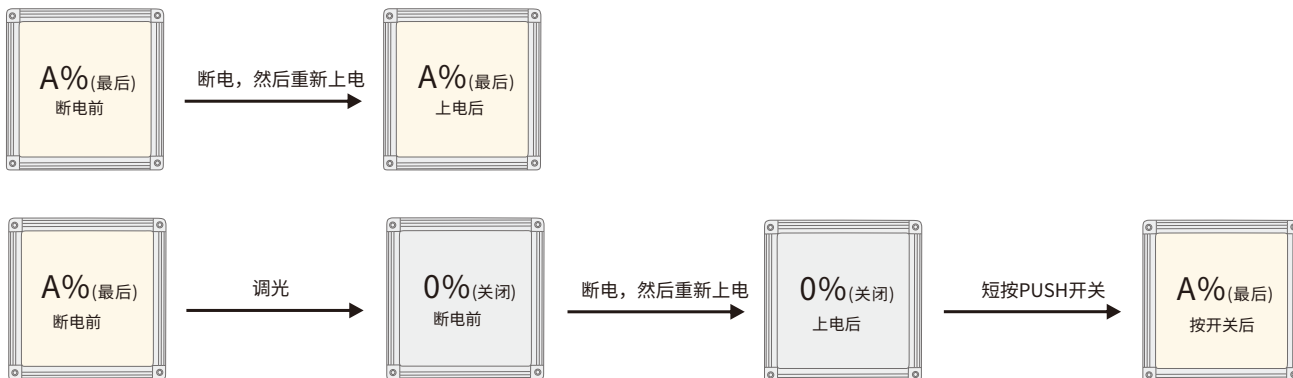 A%(最后)
断电前
断电，然后重新上电
A%(最后)
上电后
A%(最后)
断电前
调光
0%(关闭)
断电前
断电，然后重新上电
0%(关闭)
上电后
短按PUSH开关
A%(最后)
按开关后